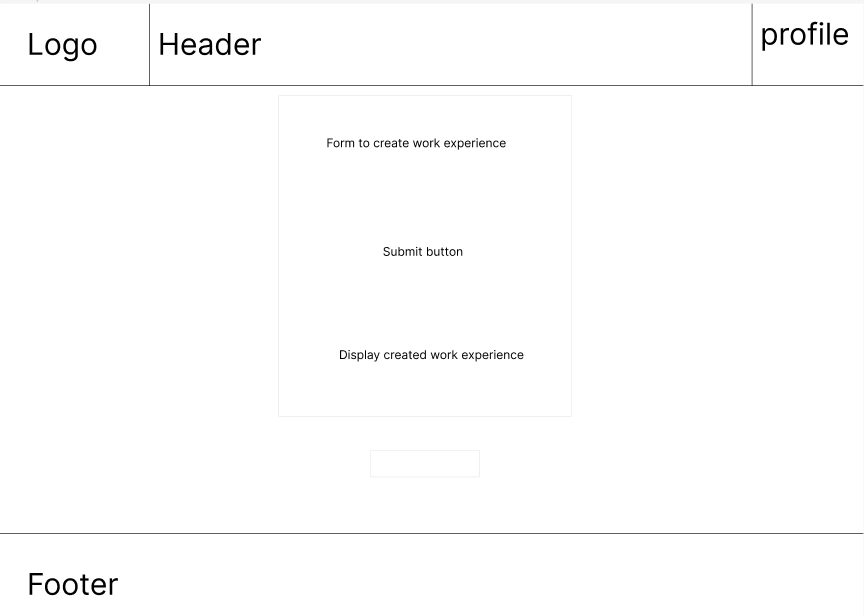 Logo
Header
profile
Form to create work experience
Submit button
Display created work experience
Footer